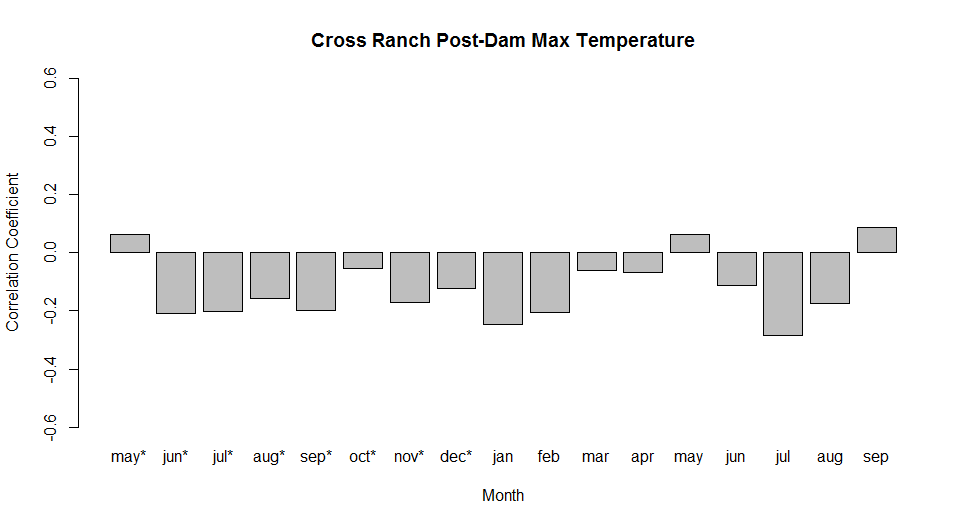 Cross Ranch Post-Dam Max Temperature
Correlation Coefficient
0.6
0.4
0.2
0.0
-0.2
-0.4
-0.6
may* jun* jul* aug* sep* oct* nov* dec* jan feb mar apr may jun jul aug sep
Month